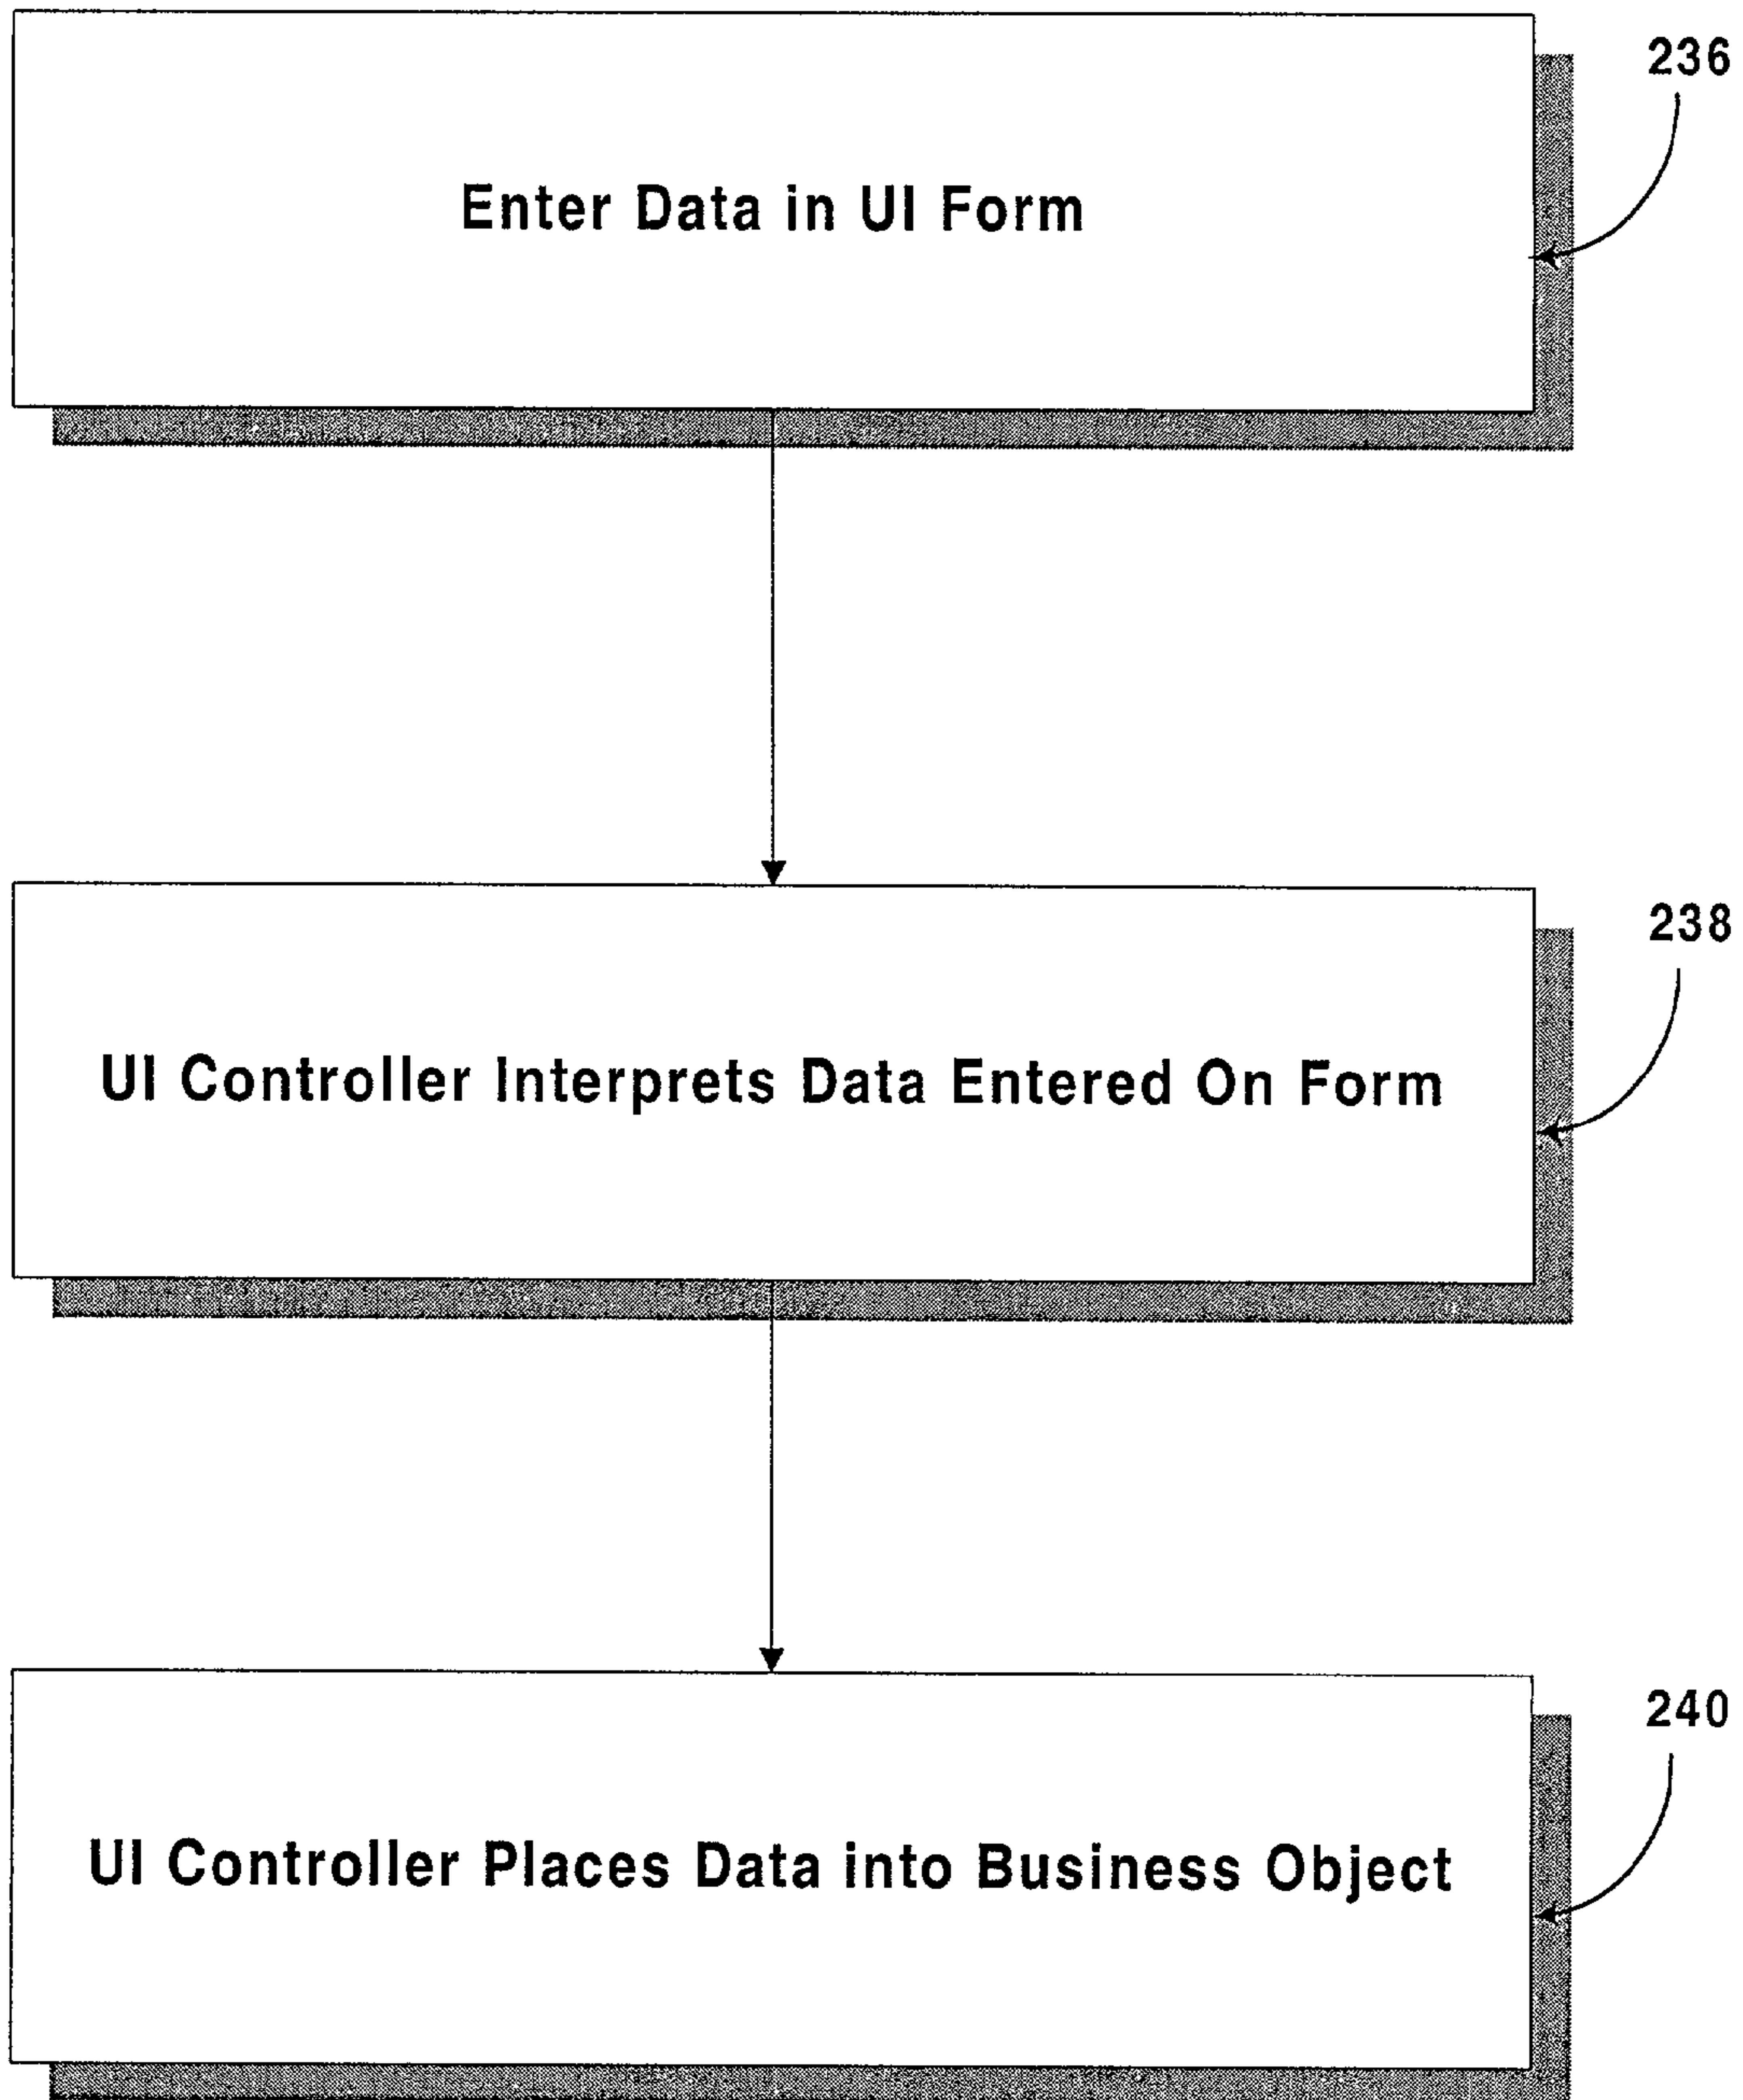 236
Enter Data in UI Form
238
UI Controller Interprets Data Entered On Form
240
UI Controller Places Data into Business Object